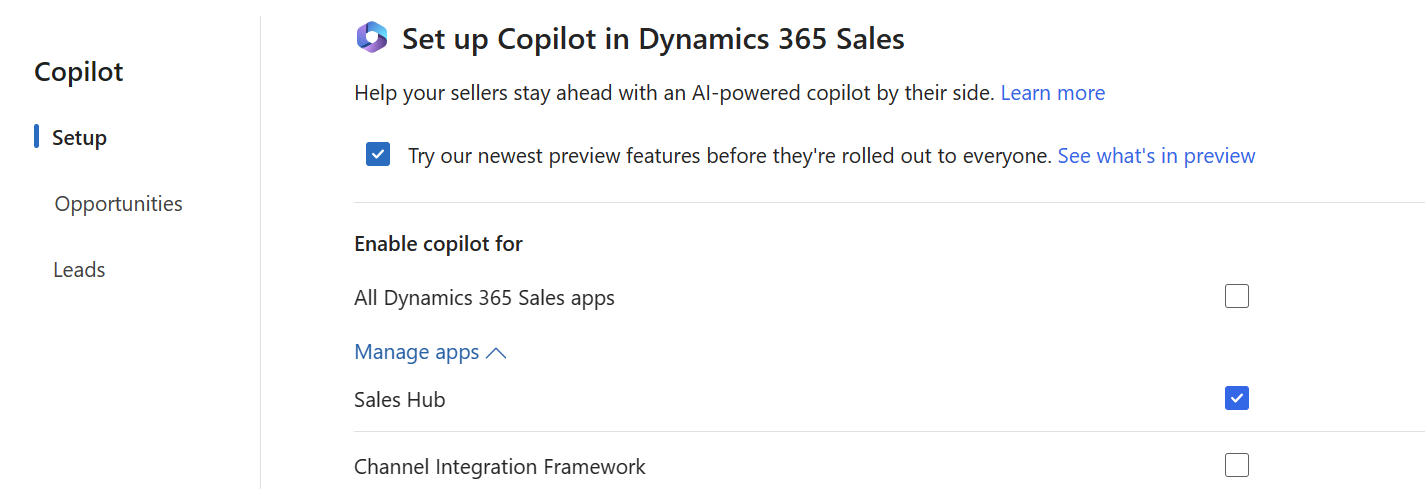 Copilot
Setup
Opportunities
Leads
Set up Copilot in Dynamics 365 Sales
Help your sellers stay ahead with an AI-powered copilot by their side. Learn more
Try our newest preview features before they're rolled out to everyone. See what's in preview
Enable copilot for
All Dynamics 365 Sales apps
Manage apps
Sales Hub
Channel Integration Framework